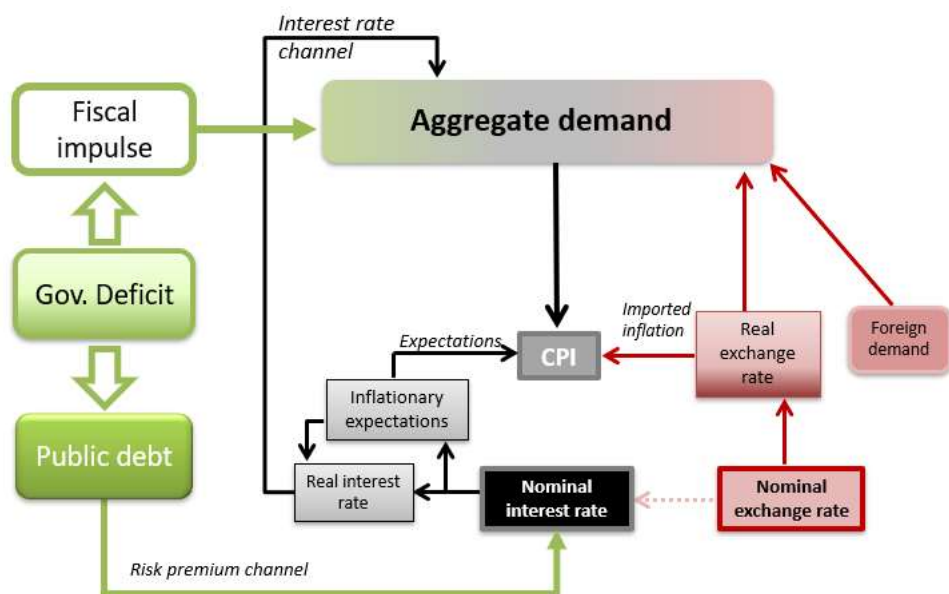 Interest rate
channel
Fiscal
impulse
Aggregate demand
Gov. Deficit
Imported
inflation
Real
exchange
rate
Foreign
demand
Expectations
CPI
Inflationary
expectations
Public debt
Real interest
rate
Nominal
interest rate
Nominal
exchange rate
Risk premium channel